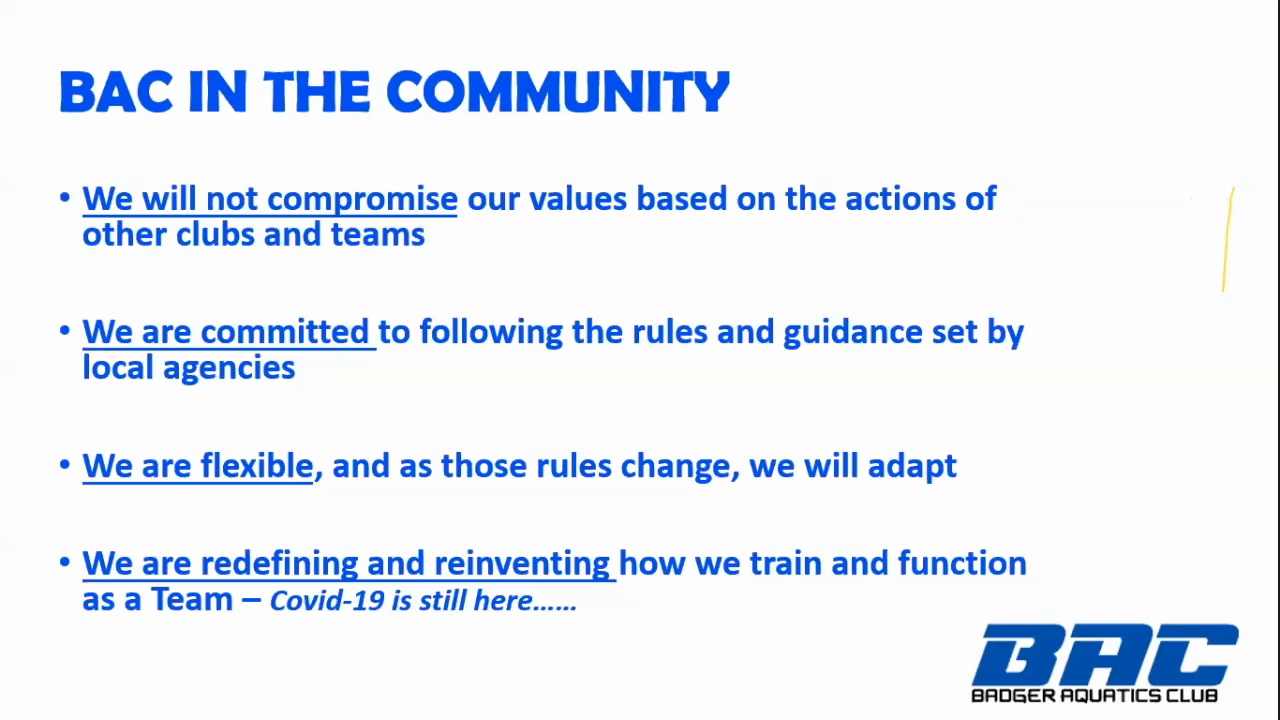 BAC IN THE COMMUNITY
• We will not compromise our values based on the actions of
other clubs and teams
• We are committed to following the rules and guidance set by
local agencies
• We are flexible, and as those rules change, we will adapt
• We are redefining and reinventing how we train and function
as a Team – Covid-19 is still here……
BAC
BADGER AQUATICS CLUB